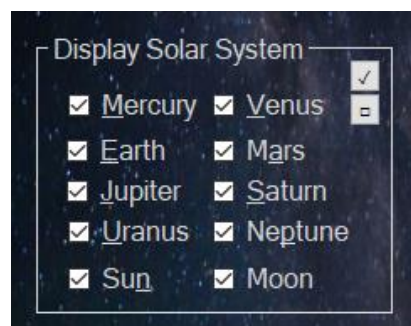 Display Solar System
Mercury Venus
Earth Mars
Jupiter Saturn
Uranus Neptune
Sun Moon